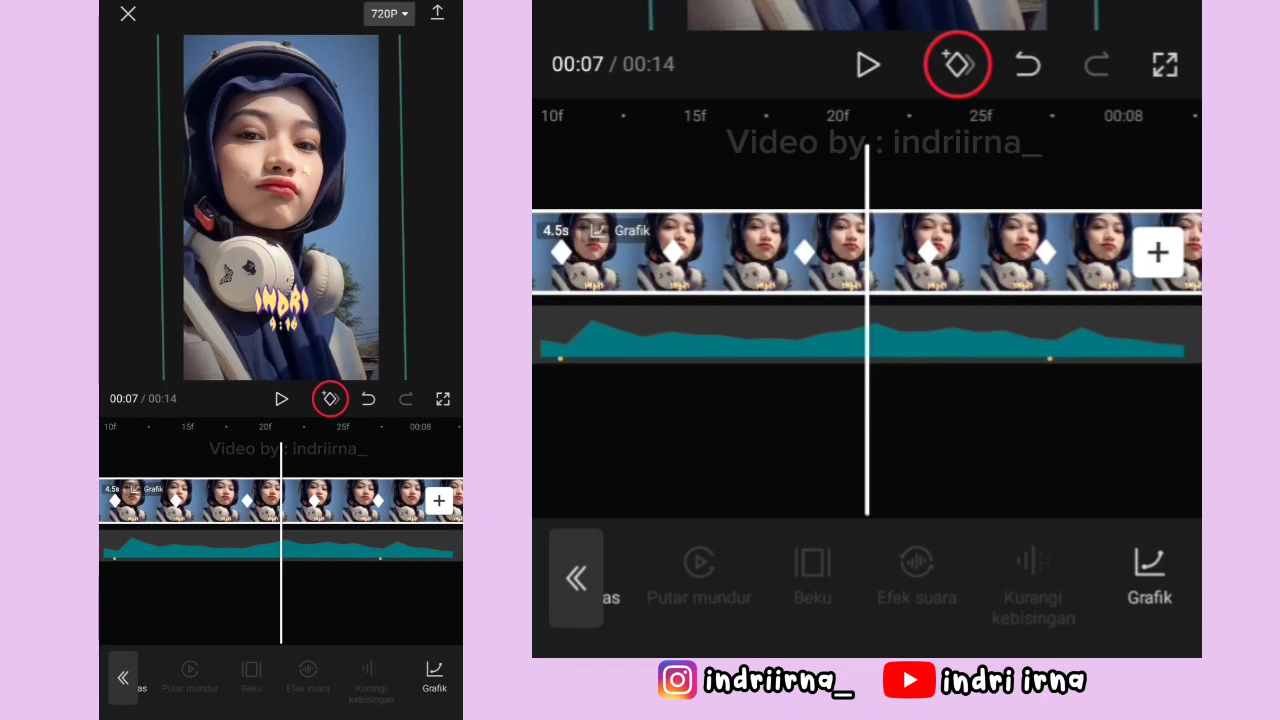 720P
INDRI
9:16
00:07 / 00:14
10f 15f 20f 25f 00:08
Video by : indriirna_
4.5s Grafik
as Putar mundur Beku Efek suara Kurangi kebisingan Grafik
00:07 / 00:14
10f 15f 20f 25f 00:08
Video by : indriirna_
4.5s Grafik
as Putar mundur Beku Efek suara Kurangi kebisingan Grafik
indriirna_ indri irna